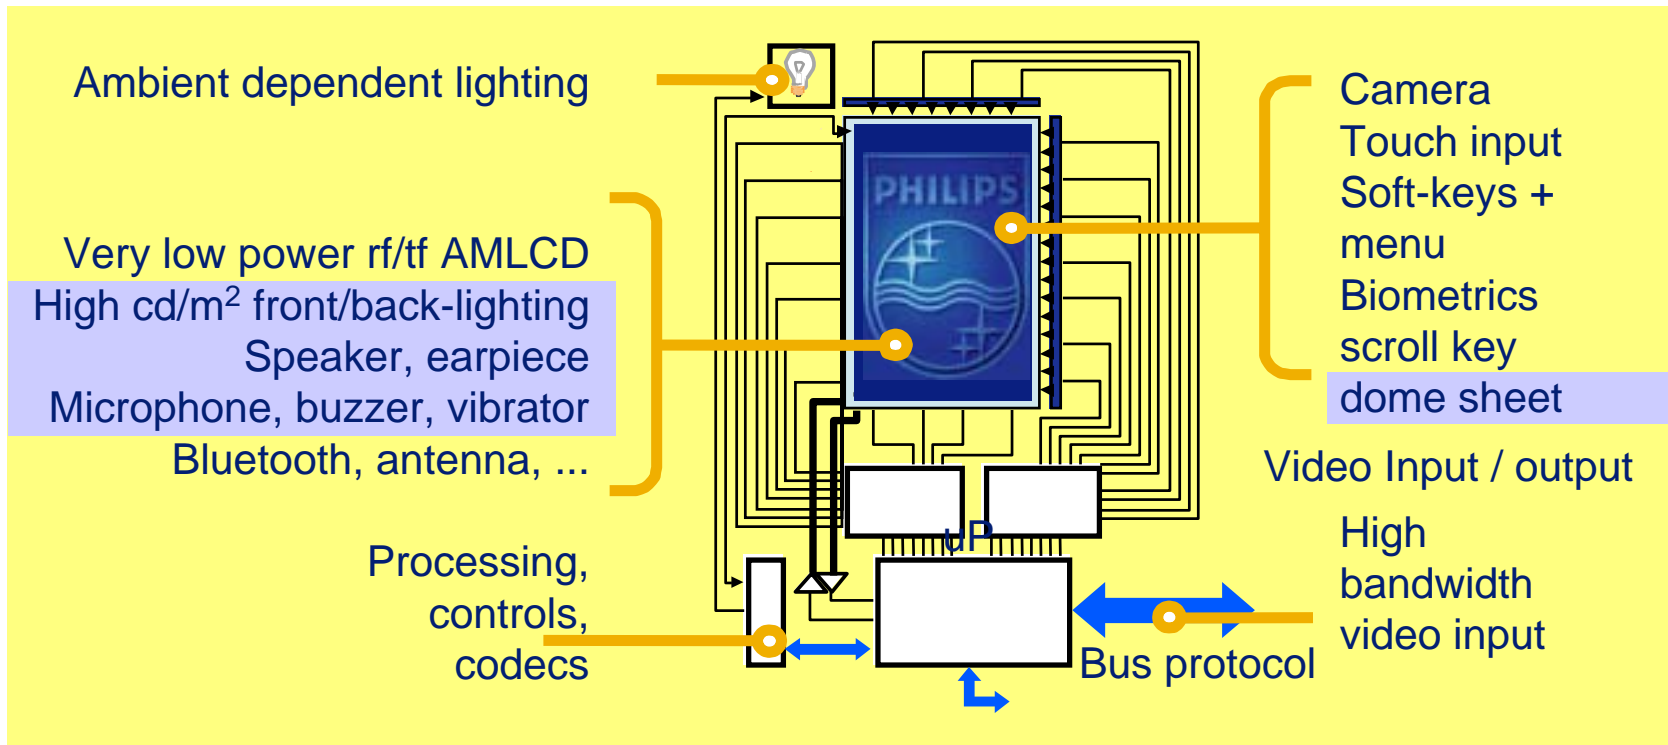 Ambient dependent lighting
Very low power rf/tf AMLCD
High cd/m² front/back-lighting
Speaker, earpiece
Microphone, buzzer, vibrator
Bluetooth, antenna, ...
Processing,
controls,
codecs
PHILIPS
uP
Camera
Touch input
Soft-keys +
menu
Biometrics
scroll key
dome sheet
Video Input / output
High
bandwidth
video input
Bus protocol